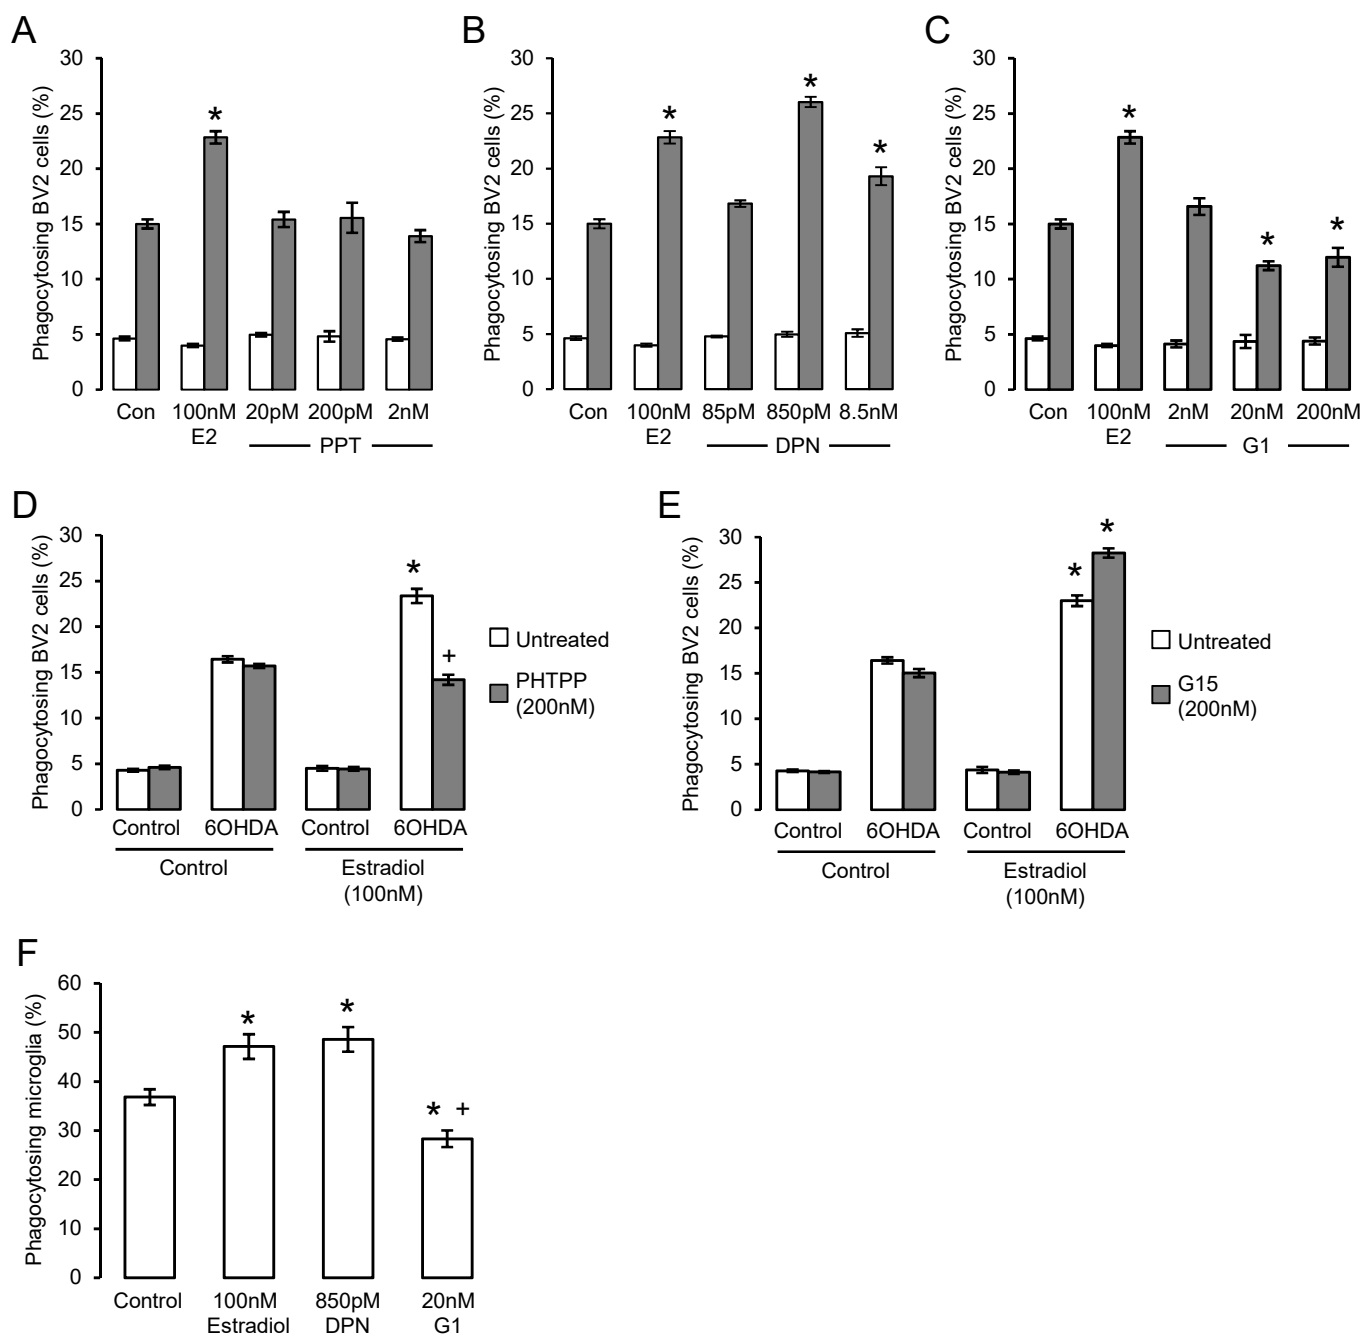 A
Phagocytosing BV2 cells (%)
30
25
20
15
10
5
0
*
Con 100nM 20pM 200pM 2nM
E2 PPT
B
Phagocytosing BV2 cells (%)
30
25
20
15
10
5
0
* * *
Con 100nM 85pM 850pM 8.5nM
E2 DPN
C
Phagocytosing BV2 cells (%)
30
25
20
15
10
5
0
* * *
Con 100nM 2nM 20nM 200nM
E2 G1
D
Phagocytosing BV2 cells (%)
30
25
20
15
10
5
0
* +
Control 6OHDA Control 6OHDA
Control Estradiol
(100nM)
Untreated
PHTPP
(200nM)
E
Phagocytosing BV2 cells (%)
30
25
20
15
10
5
0
* *
Control 6OHDA Control 6OHDA
Control Estradiol
(100nM)
Untreated
G15
(200nM)
F
Phagocytosing microglia (%)
60
50
40
30
20
10
0
* * * +
Control 100nM 850pM 20nM
Estradiol DPN G1